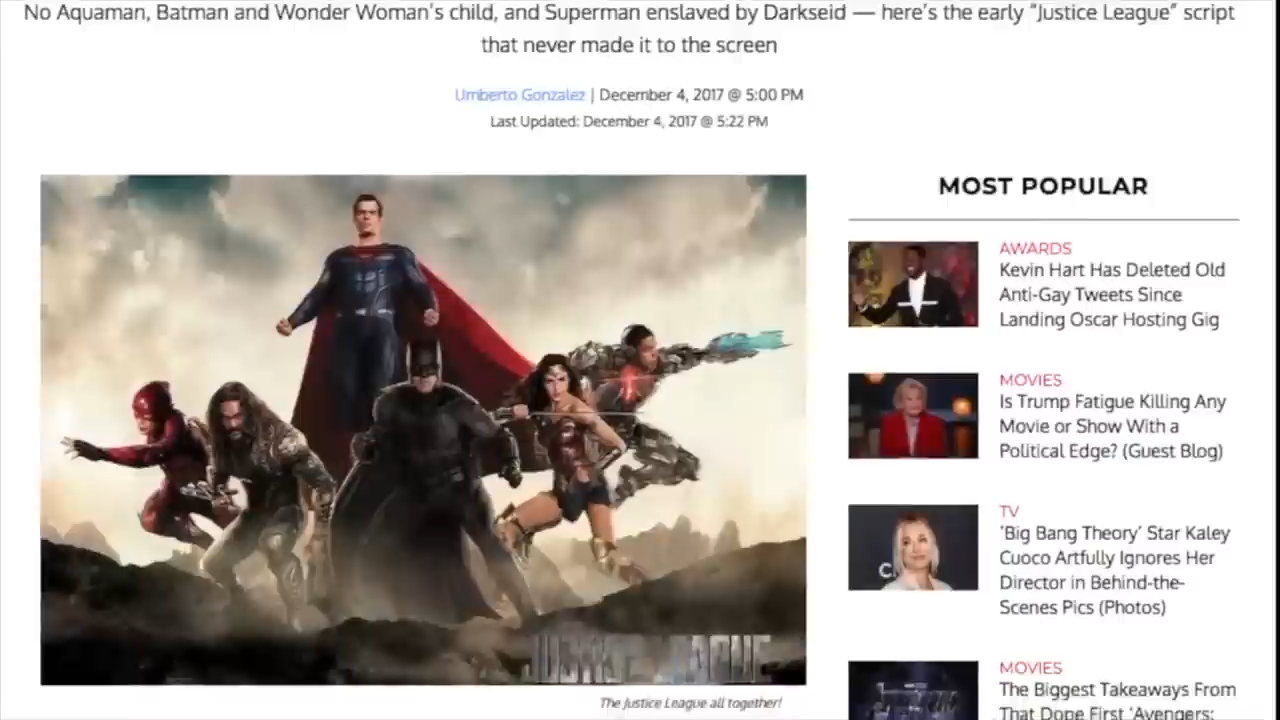 No Aquaman, Batman and Wonder Woman's child, and Superman enslaved by Darkseid — here's the early "Justice League" script
that never made it to the screen
Umberto Gonzalez | December 4, 2017 @ 5:00 PM
Last Updated: December 4, 2017 @ 5:22 PM
JUSTICE LEAGUE
The Justice League all together!
MOST POPULAR
AWARDS
Kevin Hart Has Deleted Old
Anti-Gay Tweets Since
Landing Oscar Hosting Gig
MOVIES
Is Trump Fatigue Killing Any
Movie or Show With a
Political Edge? (Guest Blog)
TV
'Big Bang Theory' Star Kaley
Cuoco Artfully Ignores Her
Director in Behind-the-
Scenes Pics (Photos)
MOVIES
The Biggest Takeaways From
That Dope First 'Avengers: